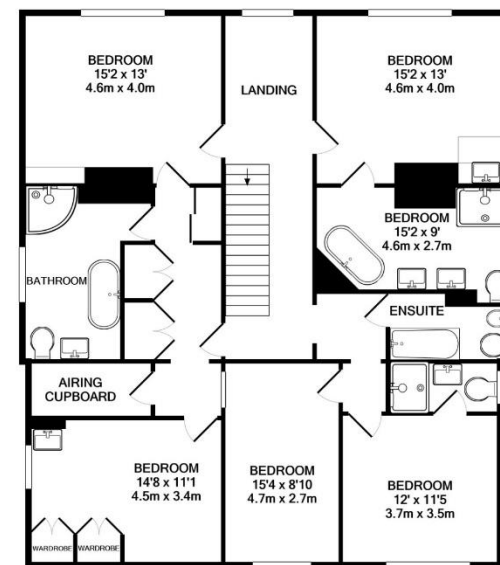 BEDROOM
15'2 x 13'
4.6m x 4.0m
LANDING
BEDROOM
15'2 x 13'
4.6m x 4.0m
BEDROOM
15'2 x 9'
4.6m x 2.7m
BATHROOM
ENSUITE
AIRING
CUPBOARD
BEDROOM
14'8 x 11'1
4.5m x 3.4m
BEDROOM
15'4 x 8'10
4.7m x 2.7m
BEDROOM
12' x 11'5
3.7m x 3.5m
WARDROBE
WARDROBE